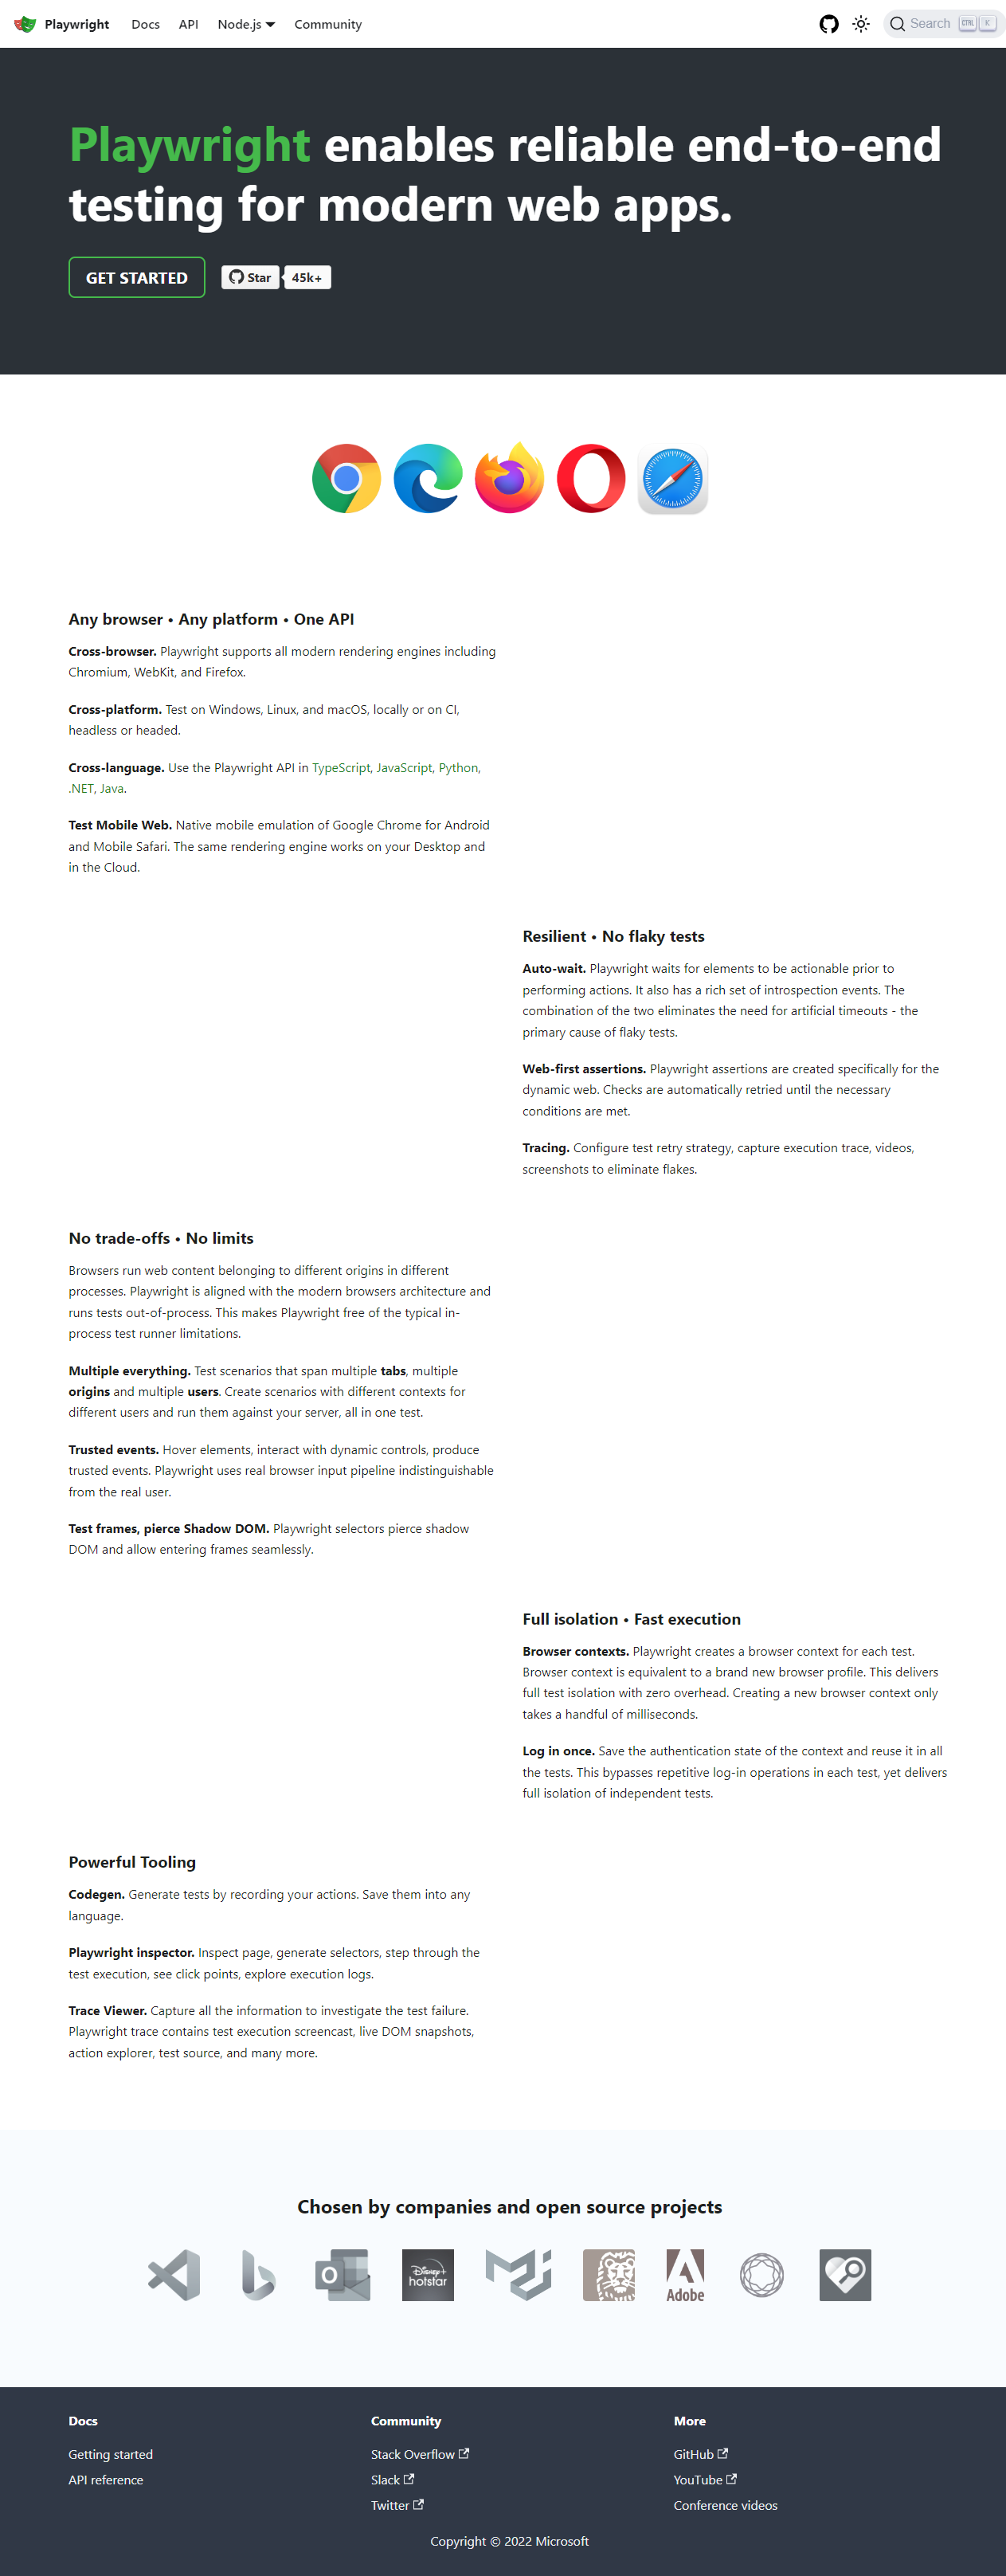 Playwright Docs API Node.js Community Search CTRL K
Playwright enables reliable end-to-end
testing for modern web apps.
GET STARTED Star 45k+
Any browser • Any platform • One API
Cross-browser. Playwright supports all modern rendering engines including
Chromium, WebKit, and Firefox.
Cross-platform. Test on Windows, Linux, and macOS, locally or on CI,
headless or headed.
Cross-language. Use the Playwright API in TypeScript, JavaScript, Python,
.NET, Java.
Test Mobile Web. Native mobile emulation of Google Chrome for Android
and Mobile Safari. The same rendering engine works on your Desktop and
in the Cloud.
Resilient • No flaky tests
Auto-wait. Playwright waits for elements to be actionable prior to
performing actions. It also has a rich set of introspection events. The
combination of the two eliminates the need for artificial timeouts - the
primary cause of flaky tests.
Web-first assertions. Playwright assertions are created specifically for the
dynamic web. Checks are automatically retried until the necessary
conditions are met.
Tracing. Configure test retry strategy, capture execution trace, videos,
screenshots to eliminate flakes.
No trade-offs • No limits
Browsers run web content belonging to different origins in different
processes. Playwright is aligned with the modern browsers architecture and
runs tests out-of-process. This makes Playwright free of the typical in-
process test runner limitations.
Multiple everything. Test scenarios that span multiple tabs, multiple
origins and multiple users. Create scenarios with different contexts for
different users and run them against your server, all in one test.
Trusted events. Hover elements, interact with dynamic controls, produce
trusted events. Playwright uses real browser input pipeline indistinguishable
from the real user.
Test frames, pierce Shadow DOM. Playwright selectors pierce shadow
DOM and allow entering frames seamlessly.
Full isolation • Fast execution
Browser contexts. Playwright creates a browser context for each test.
Browser context is equivalent to a brand new browser profile. This delivers
full test isolation with zero overhead. Creating a new browser context only
takes a handful of milliseconds.
Log in once. Save the authentication state of the context and reuse it in all
the tests. This bypasses repetitive log-in operations in each test, yet delivers
full isolation of independent tests.
Powerful Tooling
Codegen. Generate tests by recording your actions. Save them into any
language.
Playwright inspector. Inspect page, generate selectors, step through the
test execution, see click points, explore execution logs.
Trace Viewer. Capture all the information to investigate the test failure.
Playwright trace contains test execution screencast, live DOM snapshots,
action explorer, test source, and many more.
Chosen by companies and open source projects
O
Disney+
hotstar
Adobe
Docs Community More
Getting started Stack Overflow GitHub
API reference Slack YouTube
Twitter Conference videos
Copyright © 2022 Microsoft